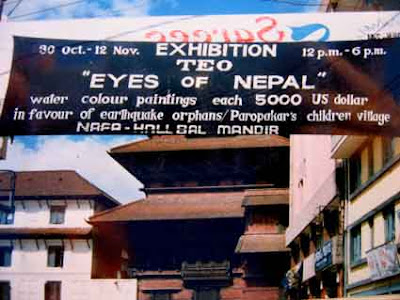 Saree
30 Oct.-12 Nov. EXHIBITION 12 p.m.-6 p.m.
TEO
"EYES OF NEPAL"
water colour paintings each 5000 US dollar
in favour of earthquake orphans/Paropakar's children village
NAFA-HALL BAL MANDIR